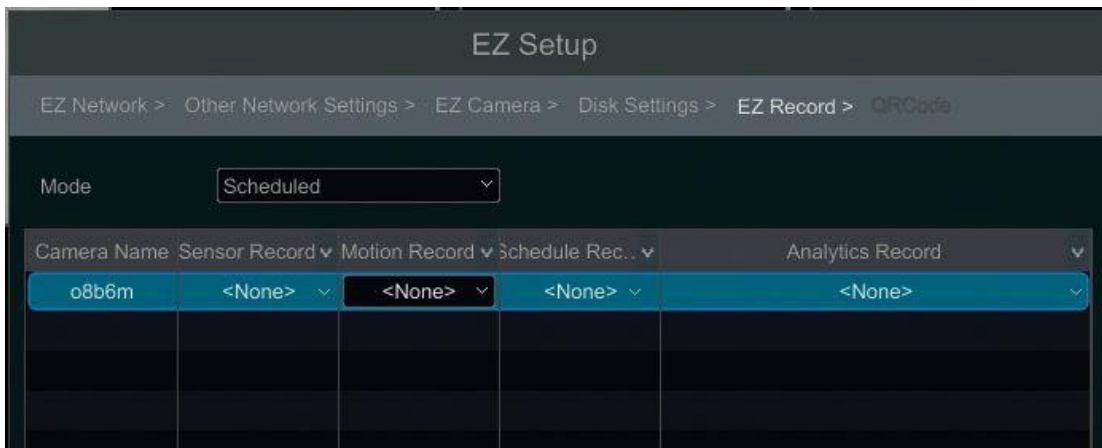 EZ Setup
EZ Network > Other Network Settings > EZ Camera > Disk Settings > EZ Record > QRCode
Mode Scheduled
Camera Name Sensor Record Motion Record Schedule Rec.. Analytics Record
o8b6m <None> <None> <None> <None>